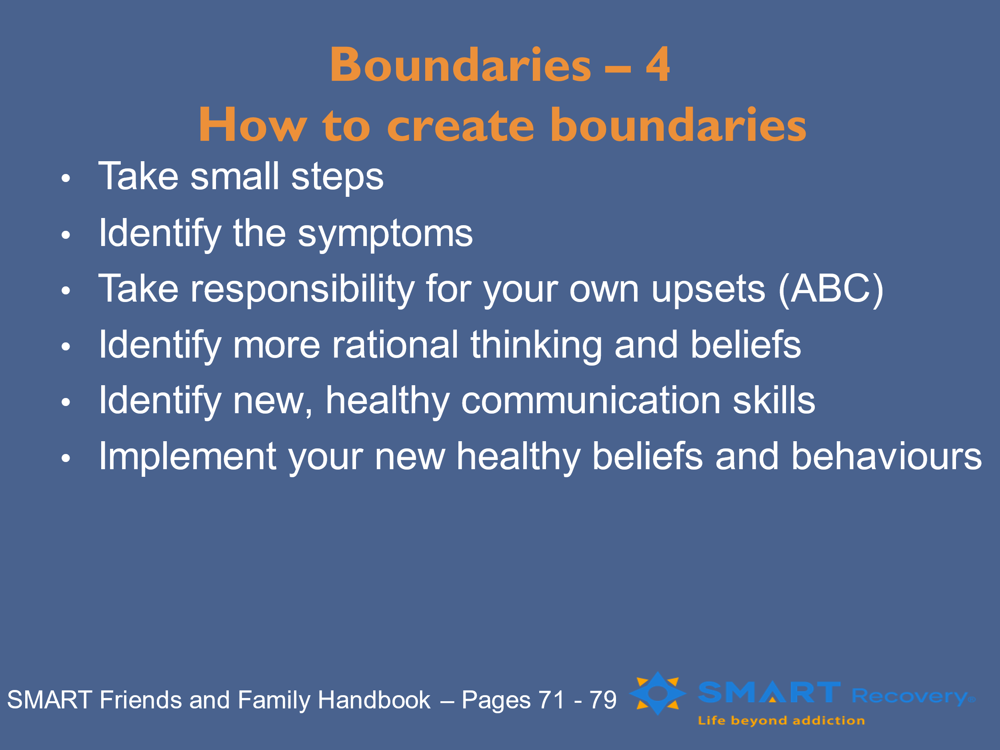 Boundaries – 4
How to create boundaries
• Take small steps
• Identify the symptoms
• Take responsibility for your own upsets (ABC)
• Identify more rational thinking and beliefs
• Identify new, healthy communication skills
• Implement your new healthy beliefs and behaviours
SMART Friends and Family Handbook – Pages 71 - 79
SMART Recovery®
Life beyond addiction